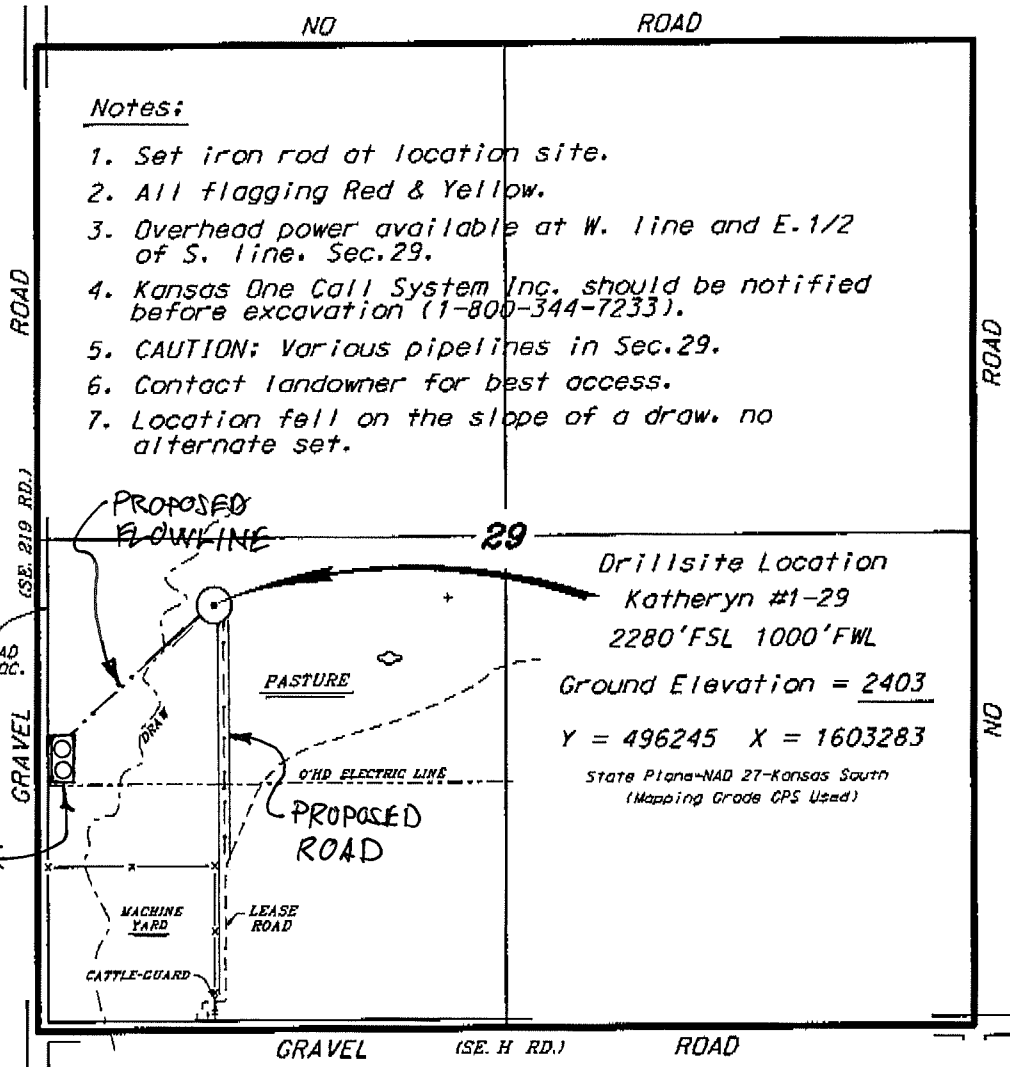 NO ROAD
Notes:
1. Set iron rod at location site.
2. All flagging Red & Yellow.
3. Overhead power available at W. line and E.1/2
of S. line. Sec.29.
4. Kansas One Call System Inc. should be notified
before excavation (1-800-344-7233).
5. CAUTION: Various pipelines in Sec.29.
6. Contact landowner for best access.
7. Location fell on the slope of a draw. no
alternate set.
GRAVEL (SE. 219 RD.) ROAD
NO ROAD
PROPOSED
FLOWLINE
29
Drillsite Location
Katheryn #1-29
2280'FSL 1000'FWL
Ground Elevation = 2403
Y = 496245 X = 1603283
State Plane-NAD 27-Kansas South
(Mapping Grade GPS Used)
PASTURE
DRAW
O'HD ELECTRIC LINE
PROPOSED
ROAD
MACHINE
YARD
LEASE
ROAD
CATTLE-GUARD
GRAVEL (SE. H RD.) ROAD